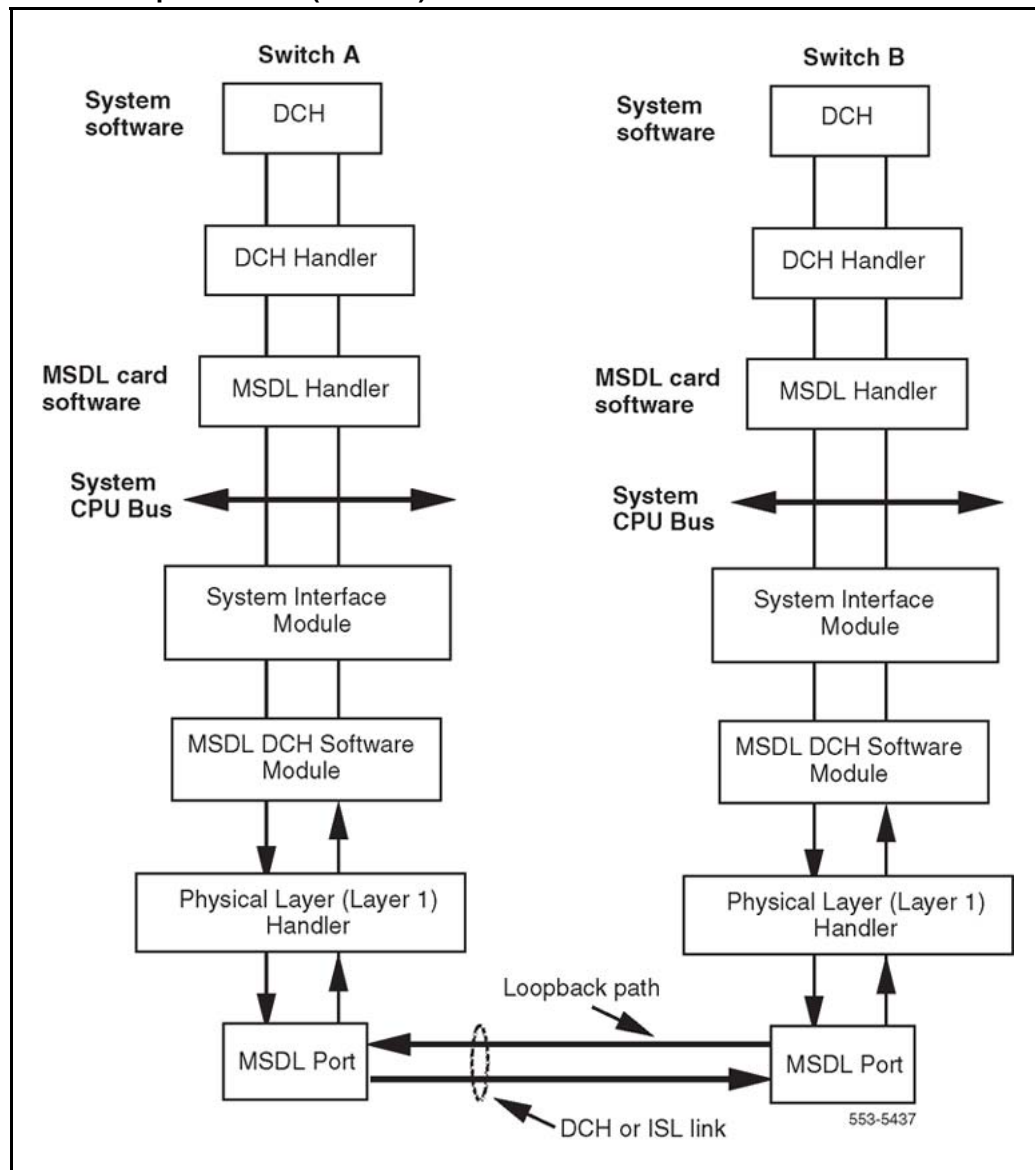 Switch A
Switch B
System
software
DCH
System
software
DCH
DCH Handler
DCH Handler
MSDL card
software
MSDL Handler
MSDL card
software
MSDL Handler
System
CPU Bus
System
CPU Bus
System Interface
Module
System Interface
Module
MSDL DCH Software
Module
MSDL DCH Software
Module
Physical Layer (Layer 1)
Handler
Physical Layer (Layer 1)
Handler
Loopback path
MSDL Port
MSDL Port
DCH or ISL link
553-5437